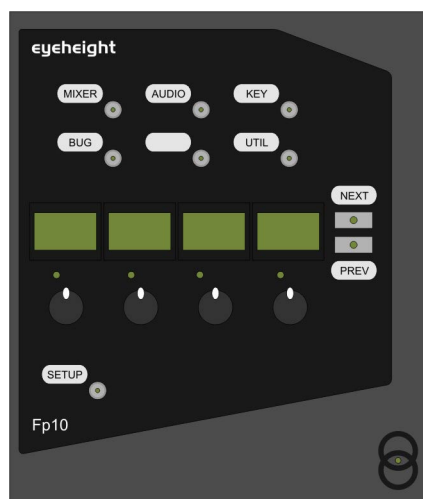 eyeheight
MIXER AUDIO KEY
BUG UTIL
NEXT
PREV
SETUP
Fp10